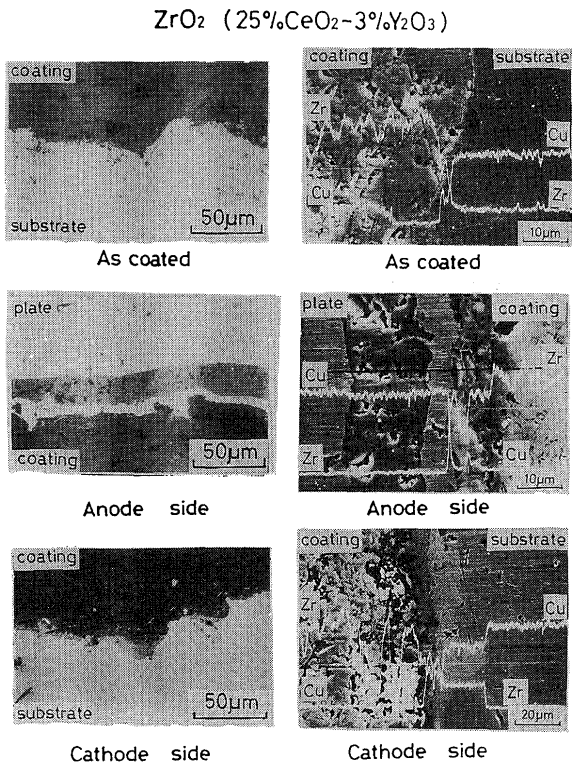 ZrO2 (25%CeO2-3%Y2O3)
coating
substrate
50µm
As coated
coating
substrate
Zr
Cu
Cu
Zr
10µm
As coated
plate
coating
50µm
Anode side
plate
coating
Cu
Zr
Zr
Cu
10µm
Anode side
coating
substrate
50µm
Cathode side
coating
substrate
Zr
Cu
Cu
Zr
20µm
Cathode side